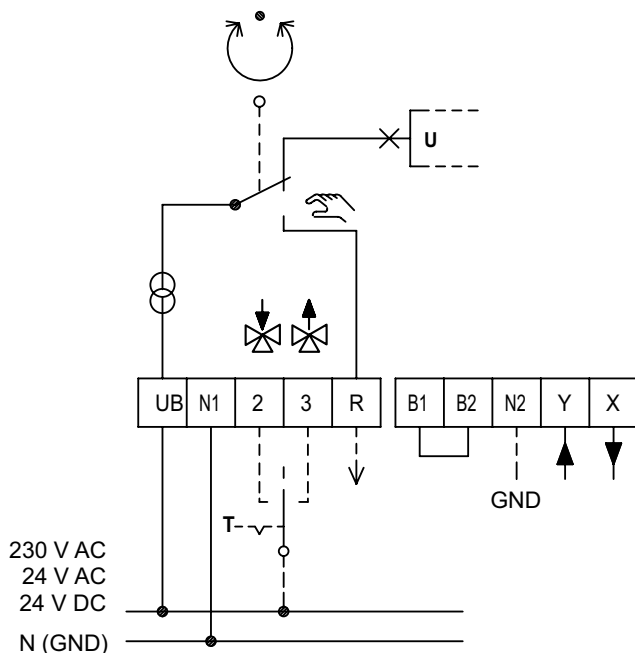 U
UB N1 2 3 R B1 B2 N2 Y X
GND
T
230 V AC
24 V AC
24 V DC
N (GND)